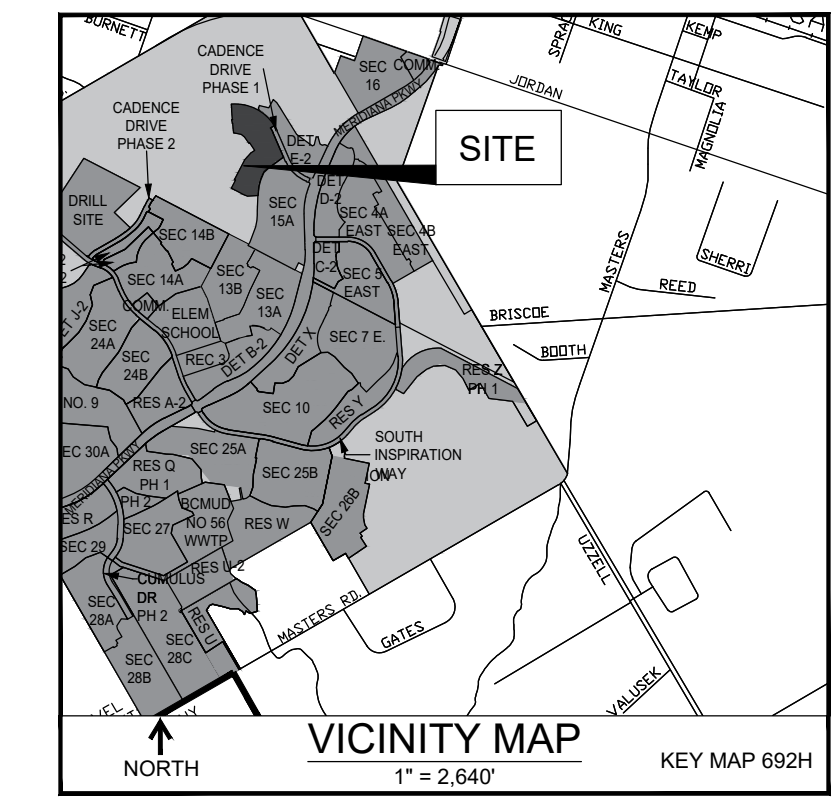 BURNETT
CADENCE
DRIVE
PHASE 1
SEC
16
COMM.
SPRA
KING
KEMP
TAYLOR
JORDAN
MAGNOLIA
MERIDIANA PKWY
CADENCE
DRIVE
PHASE 2
DET
E-2
SITE
DET
D-2
DRILL
SITE
SEC
15A
SEC 4A
EAST
SEC 4B
EAST
SEC 14B
DET
C-2
SEC 5
EAST
MASTERS
SHERRI
REED
SEC 14A
SEC
13B
SEC
13A
COMM.
ELEM
SCHOOL
BRISCOE
BOOTH
ET J-2
SEC
24A
SEC
24B
REC 3
DET B-2
DET X
SEC 7 E.
RES Z
PH 1
NO. 9
RES A-2
SEC 10
RES Y
SOUTH
INSPIRATION
WAY
EC 30A
SEC 25A
SEC 25B
SEC 26B
MERIDIANA PKWY
RES Q
PH 1
PH 2
ES R
SEC 27
BCMUD
NO 56
WWTP
RES W
SEC 29
RES U-2
CUMULUS
DR
PH 2
SEC
28A
RES U
SEC
28C
SEC
28B
MASTERS RD.
GATES
UZZELL
VALUSEK
VEL
NORTH
VICINITY MAP
1" = 2,640'
KEY MAP 692H